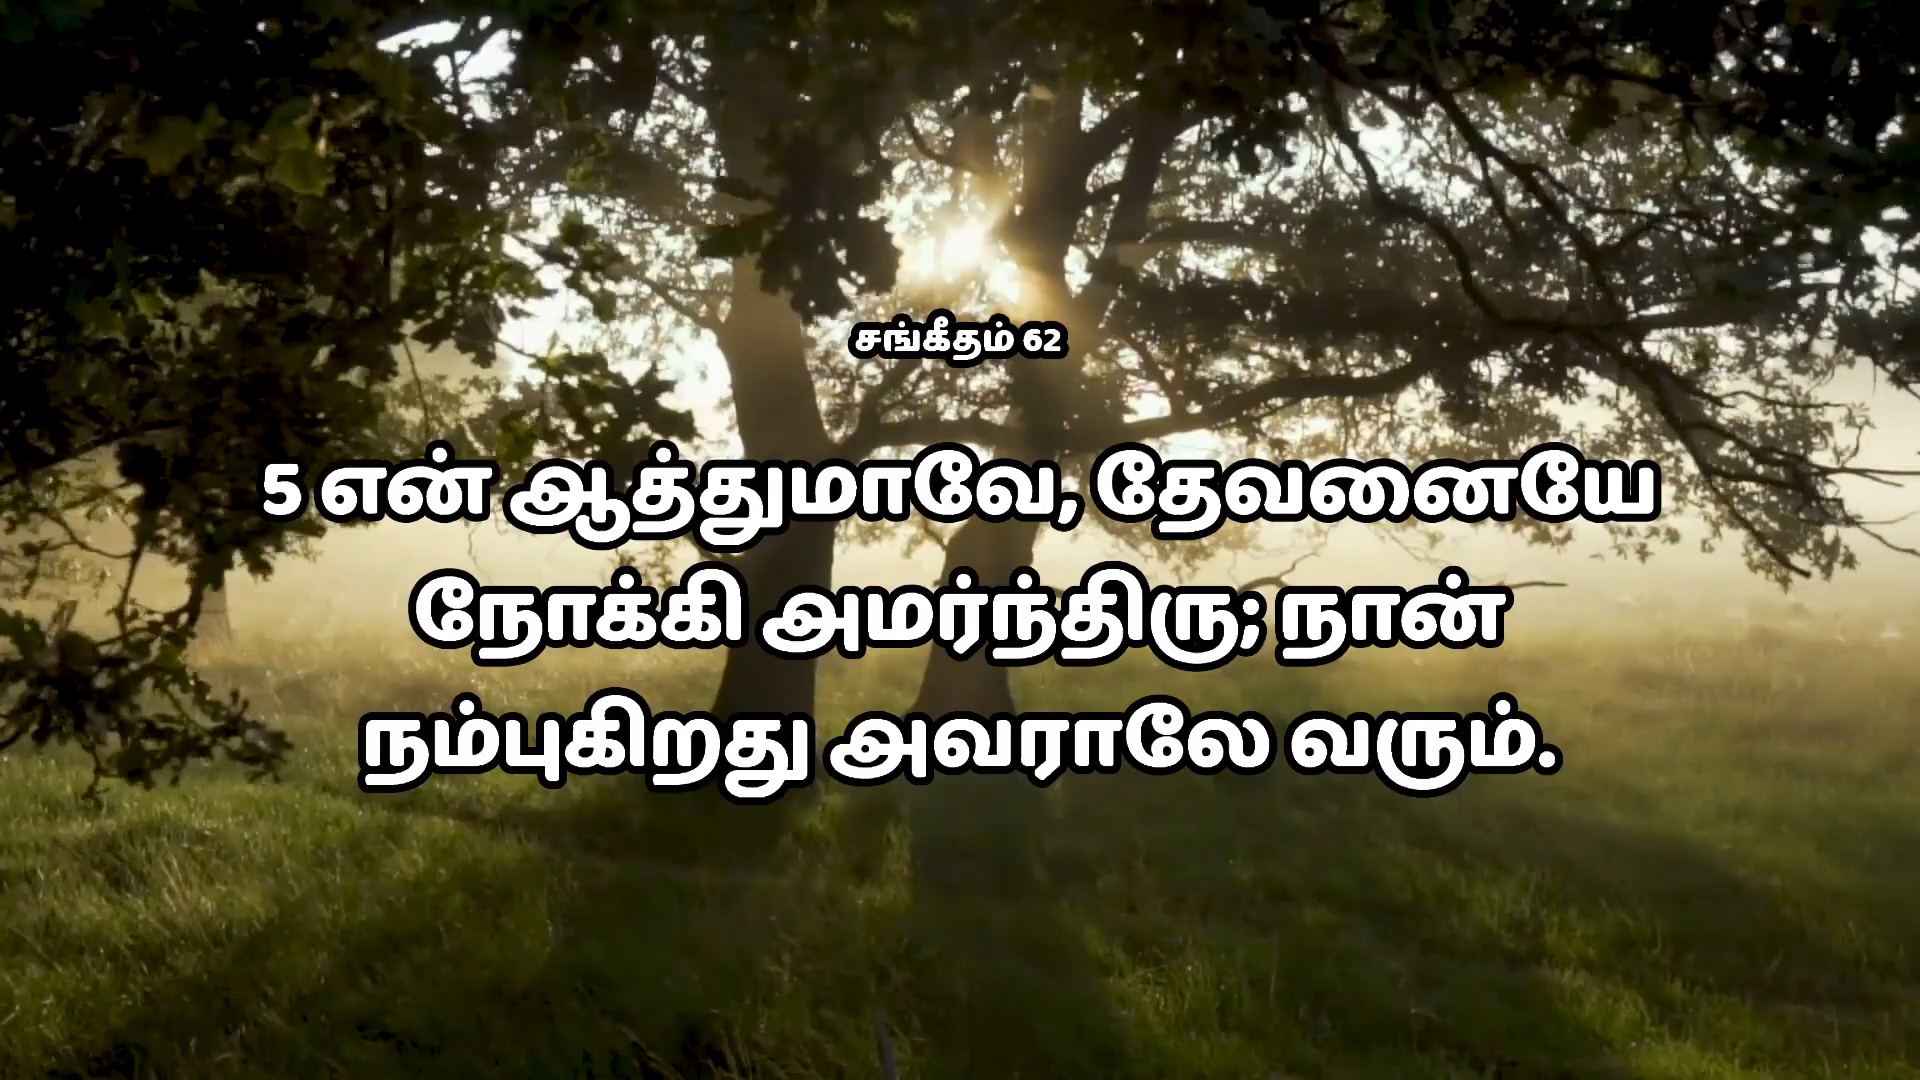 சங்கீதம் 62
5 என் ஆத்துமாவே, தேவனையே
நோக்கி அமர்ந்திரு; நான்
நம்புகிறது அவராலே வரும்.